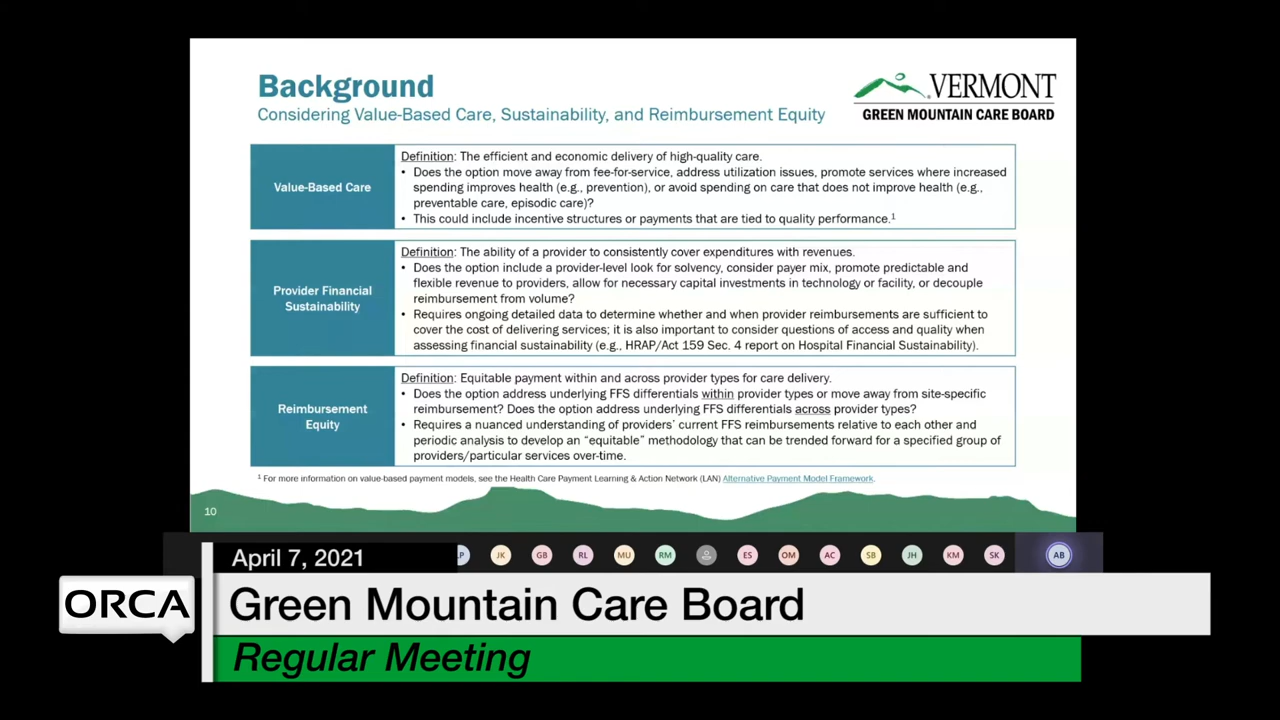 Background
Considering Value-Based Care, Sustainability, and Reimbursement Equity
VERMONT
GREEN MOUNTAIN CARE BOARD
Value-Based Care
Definition: The efficient and economic delivery of high-quality care.
• Does the option move away from fee-for-service, address utilization issues, promote services where increased
spending improves health (e.g., prevention), or avoid spending on care that does not improve health (e.g.,
preventable care, episodic care)?
• This could include incentive structures or payments that are tied to quality performance.¹
Provider Financial
Sustainability
Definition: The ability of a provider to consistently cover expenditures with revenues.
• Does the option include a provider-level look for solvency, consider payer mix, promote predictable and
flexible revenue to providers, allow for necessary capital investments in technology or facility, or decouple
reimbursement from volume?
• Requires ongoing detailed data to determine whether and when provider reimbursements are sufficient to
cover the cost of delivering services; it is also important to consider questions of access and quality when
assessing financial sustainability (e.g., HRAP/Act 159 Sec. 4 report on Hospital Financial Sustainability).
Reimbursement
Equity
Definition: Equitable payment within and across provider types for care delivery.
• Does the option address underlying FFS differentials within provider types or move away from site-specific
reimbursement? Does the option address underlying FFS differentials across provider types?
• Requires a nuanced understanding of providers' current FFS reimbursements relative to each other and
periodic analysis to develop an "equitable" methodology that can be trended forward for a specified group of
providers/particular services over-time.
¹ For more information on value-based payment models, see the Health Care Payment Learning & Action Network (LAN) Alternative Payment Model Framework.
10
April 7, 2021
P JK GB RL MU RM ES OM AC SB JH KM SK AB
ORCA
Green Mountain Care Board
Regular Meeting